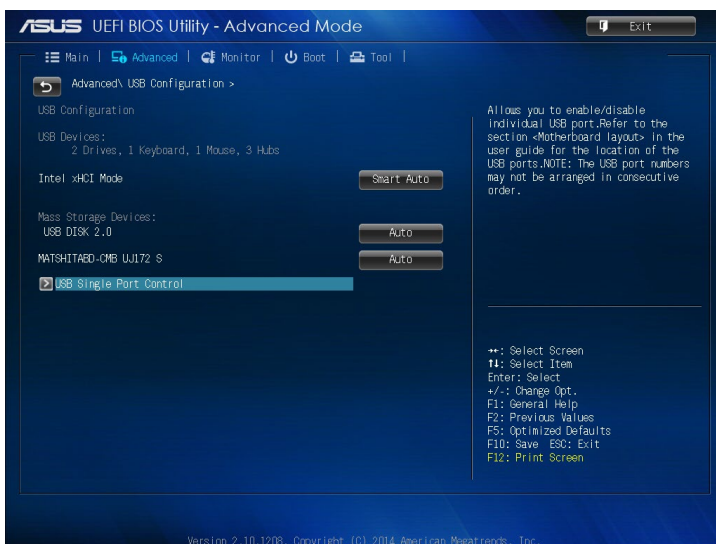 ASUS UEFI BIOS Utility - Advanced Mode
Exit
Main | Advanced | Monitor | Boot | Tool |
Advanced\ USB Configuration >
USB Configuration
USB Devices:
2 Drives, 1 Keyboard, 1 Mouse, 3 Hubs
Intel xHCI Mode Smart Auto
Mass Storage Devices:
USB DISK 2.0 Auto
MATSHITABD-CMB UJ172 S Auto
USB Single Port Control
Allows you to enable/disable
individual USB port.Refer to the
section <Motherboard layout> in the
user guide for the location of the
USB ports.NOTE: The USB port numbers
may not be arranged in consecutive
order.
→←: Select Screen
↑↓: Select Item
Enter: Select
+/-: Change Opt.
F1: General Help
F2: Previous Values
F5: Optimized Defaults
F10: Save ESC: Exit
F12: Print Screen
Version 2.10.1208. Copyright (C) 2014 American Megatrends, Inc.